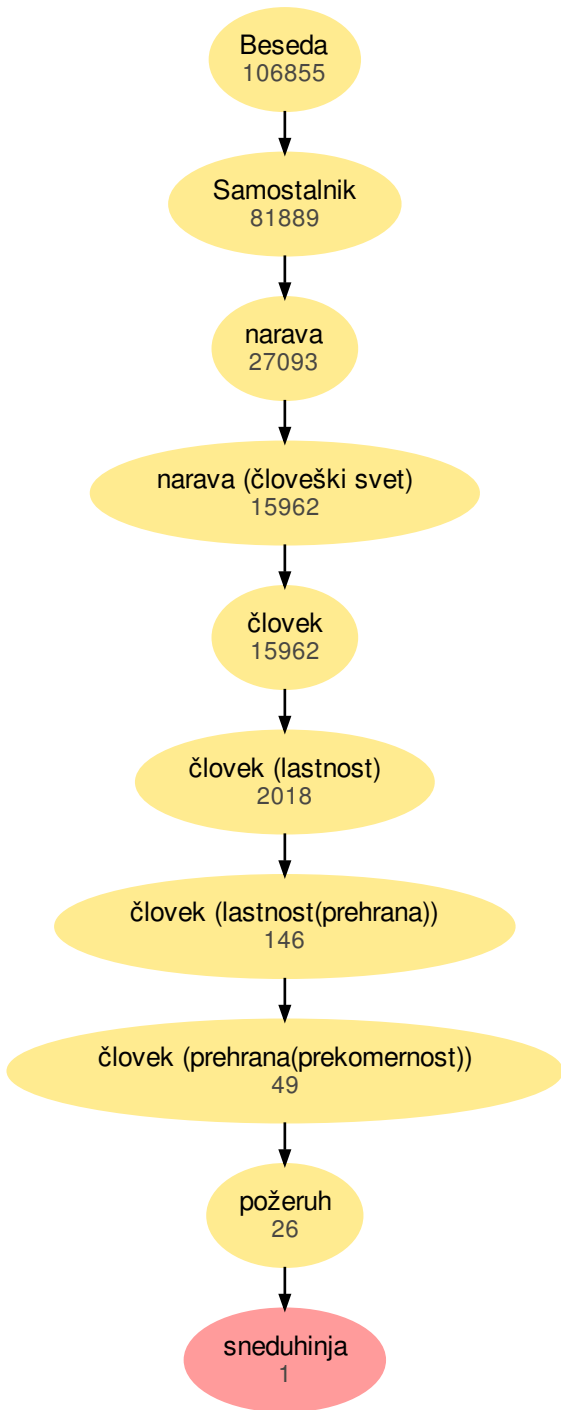 Beseda
106855
Samostalnik
81889
narava
27093
narava (človeški svet)
15962
človek
15962
človek (lastnost)
2018
človek (lastnost(prehrana))
146
človek (prehrana(prekomernost))
49
požeruh
26
sneduhinja
1